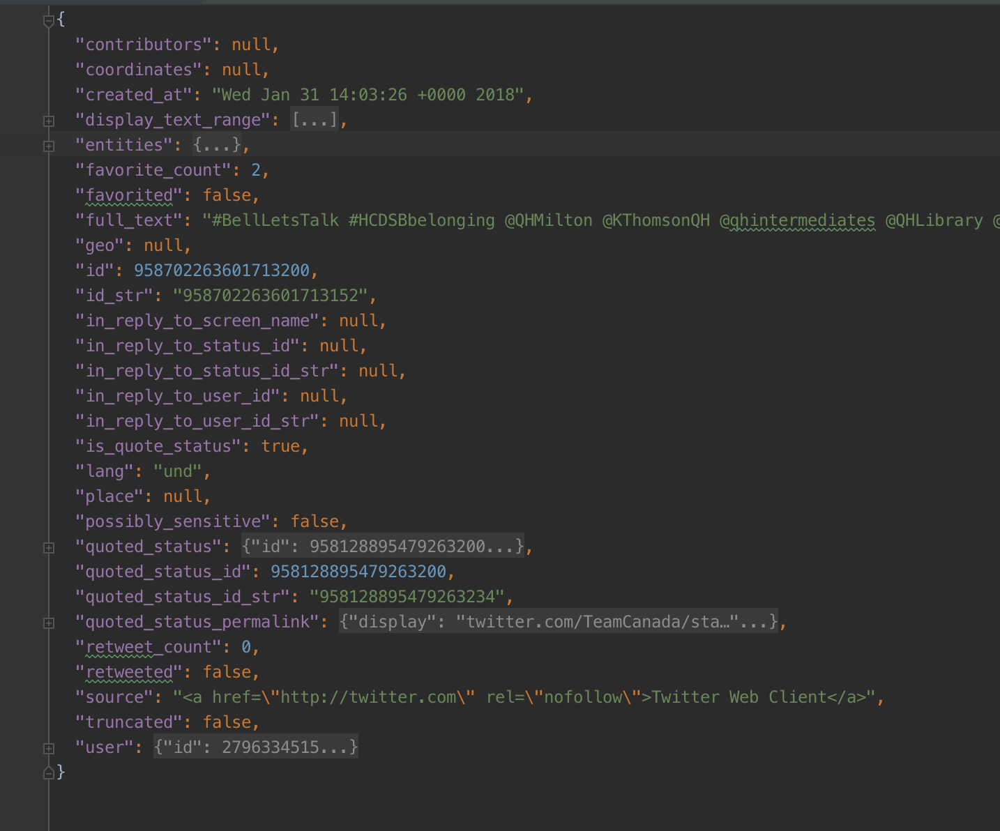 {
"contributors": null,
"coordinates": null,
"created_at": "Wed Jan 31 14:03:26 +0000 2018",
"display_text_range": [...],
"entities": {...},
"favorite_count": 2,
"favorited": false,
"full_text": "#BellLetsTalk #HCDSBbelonging @QHMilton @KThomsonQH @qhintermediates @QHLibrary @
"geo": null,
"id": 958702263601713200,
"id_str": "958702263601713152",
"in_reply_to_screen_name": null,
"in_reply_to_status_id": null,
"in_reply_to_status_id_str": null,
"in_reply_to_user_id": null,
"in_reply_to_user_id_str": null,
"is_quote_status": true,
"lang": "und",
"place": null,
"possibly_sensitive": false,
"quoted_status": {"id": 958128895479263200...},
"quoted_status_id": 958128895479263200,
"quoted_status_id_str": "958128895479263234",
"quoted_status_permalink": {"display": "twitter.com/TeamCanada/sta…"...},
"retweet_count": 0,
"retweeted": false,
"source": "<a href=\"http://twitter.com\" rel=\"nofollow\">Twitter Web Client</a>",
"truncated": false,
"user": {"id": 2796334515...}
}